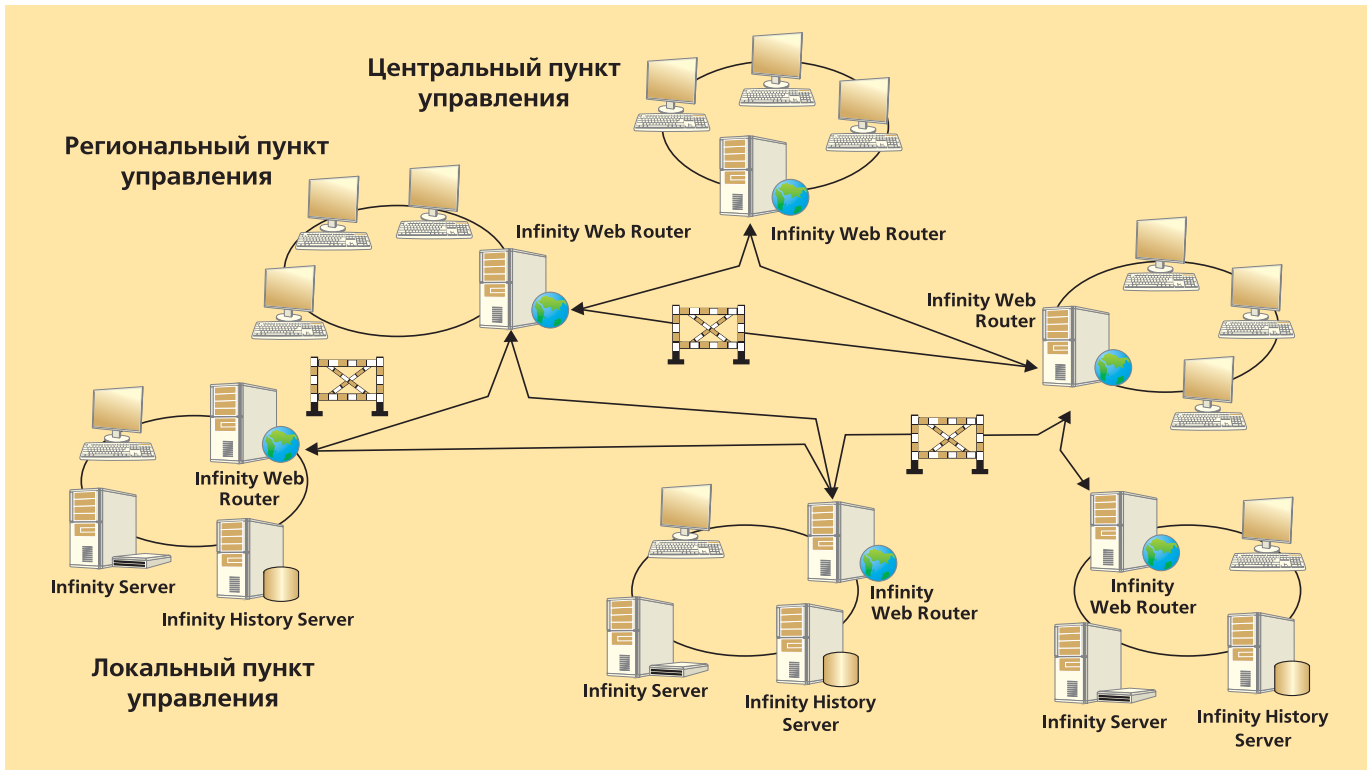 Центральный пункт
управления
Региональный пункт
управления
Infinity Web Router
Infinity Web Router
Infinity Web
Router
Infinity Web
Router
Infinity Server
Infinity History Server
Локальный пункт
управления
Infinity
Web Router
Infinity Server
Infinity History
Server
Infinity
Web Router
Infinity Server
Infinity History
Server